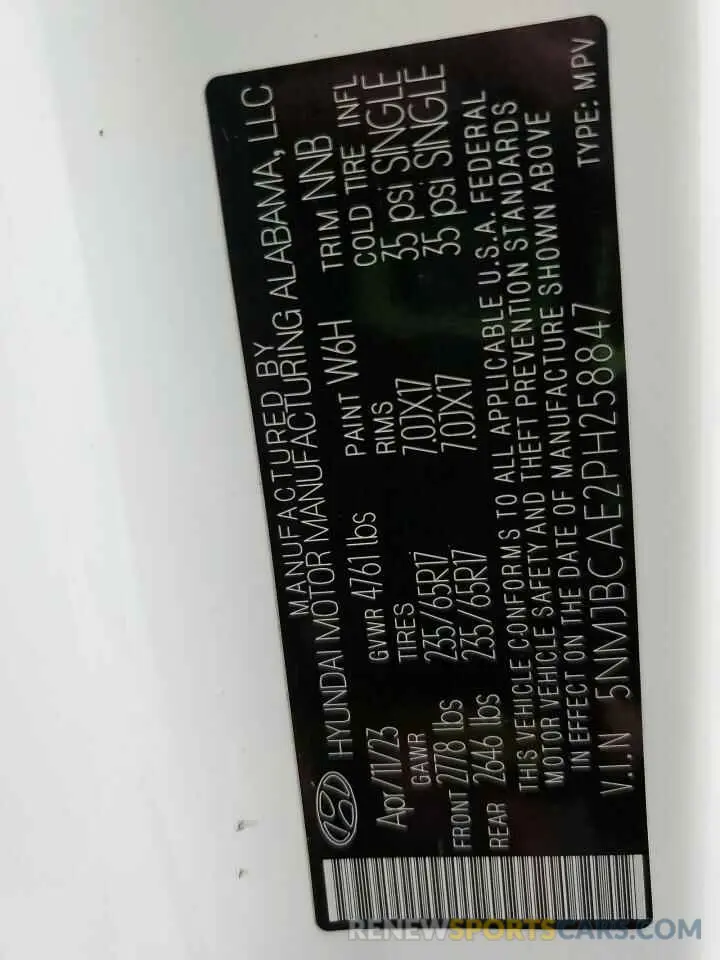 MANUFACTURED BY
HYUNDAI MOTOR MANUFACTURING ALABAMA, LLC
Apr/11/23 GVWR 4761 lbs PAINT W6H TRIM NNB
GAWR TIRES RIMS COLD TIRE INFL
FRONT 2778 lbs 235/65R17 7.0JX17 35 psi SINGLE
REAR 2646 lbs 235/65R17 7.0JX17 35 psi SINGLE
THIS VEHICLE CONFORMS TO ALL APPLICABLE U.S.A. FEDERAL
MOTOR VEHICLE SAFETY AND THEFT PREVENTION STANDARDS
IN EFFECT ON THE DATE OF MANUFACTURE SHOWN ABOVE
V.I.N 5NMJBCAE2PH258847 TYPE: MPV
RENEWSPORTSCARS.COM